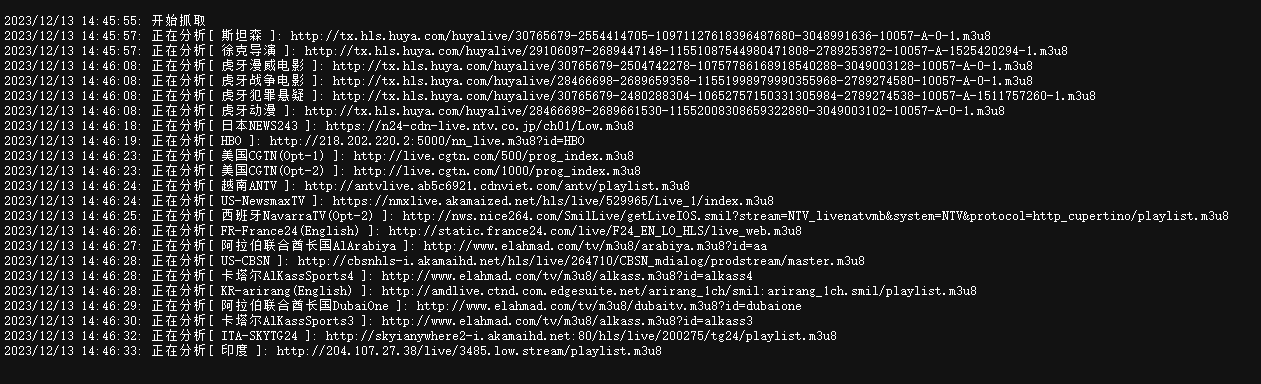 2023/12/13 14:45:55: 开始抓取
2023/12/13 14:45:57: 正在分析[ 斯坦森 ]: http://tx.hls.huya.com/huyalive/30765679-2554414705-10971127618396487680-3048991636-10057-A-0-1.m3u8
2023/12/13 14:45:57: 正在分析[ 徐克导演 ]: http://tx.hls.huya.com/huyalive/29106097-2689447148-11551087544980471808-2789253872-10057-A-1525420294-1.m3u8
2023/12/13 14:46:08: 正在分析[ 虎牙漫威电影 ]: http://tx.hls.huya.com/huyalive/30765679-2504742278-10757786168918540288-3049003128-10057-A-0-1.m3u8
2023/12/13 14:46:08: 正在分析[ 虎牙战争电影 ]: http://tx.hls.huya.com/huyalive/28466698-2689659358-11551998979990355968-2789274580-10057-A-0-1.m3u8
2023/12/13 14:46:08: 正在分析[ 虎牙犯罪悬疑 ]: http://tx.hls.huya.com/huyalive/30765679-2480288304-10652757150331305984-2789274538-10057-A-1511757260-1.m3u8
2023/12/13 14:46:08: 正在分析[ 虎牙动漫 ]: http://tx.hls.huya.com/huyalive/28466698-2689661530-11552008308659322880-3049003102-10057-A-0-1.m3u8
2023/12/13 14:46:18: 正在分析[ 日本NEWS243 ]: https://n24-cdn-live.ntv.co.jp/ch01/Low.m3u8
2023/12/13 14:46:19: 正在分析[ HBO ]: http://218.202.220.2:5000/nn_live.m3u8?id=HBO
2023/12/13 14:46:23: 正在分析[ 美国CGTN(Opt-1) ]: http://live.cgtn.com/500/prog_index.m3u8
2023/12/13 14:46:23: 正在分析[ 美国CGTN(Opt-2) ]: http://live.cgtn.com/1000/prog_index.m3u8
2023/12/13 14:46:24: 正在分析[ 越南ANTV ]: http://antvlive.ab5c6921.cdnviet.com/antv/playlist.m3u8
2023/12/13 14:46:24: 正在分析[ US-NewsmaxTV ]: https://nmxlive.akamaized.net/hls/live/529965/Live_1/index.m3u8
2023/12/13 14:46:25: 正在分析[ 西班牙NavarraTV(Opt-2) ]: http://nws.nice264.com/SmilLive/getLiveIOS.smil?stream=NTV_livenatvmb&system=NTV&protocol=http_cupertino/playlist.m3u8
2023/12/13 14:46:26: 正在分析[ FR-France24(English) ]: http://static.france24.com/live/F24_EN_LO_HLS/live_web.m3u8
2023/12/13 14:46:27: 正在分析[ 阿拉伯联合酋长国AlArabiya ]: http://www.elahmad.com/tv/m3u8/arabiya.m3u8?id=aa
2023/12/13 14:46:28: 正在分析[ US-CBSN ]: http://cbsnhls-i.akamaihd.net/hls/live/264710/CBSN_mdialog/prodstream/master.m3u8
2023/12/13 14:46:28: 正在分析[ 卡塔尔AlKassSports4 ]: http://www.elahmad.com/tv/m3u8/alkass.m3u8?id=alkass4
2023/12/13 14:46:28: 正在分析[ KR-arirang(English) ]: http://amdlive.ctnd.com.edgesuite.net/arirang_1ch/smil:arirang_1ch.smil/playlist.m3u8
2023/12/13 14:46:29: 正在分析[ 阿拉伯联合酋长国DubaiOne ]: http://www.elahmad.com/tv/m3u8/dubaitv.m3u8?id=dubaione
2023/12/13 14:46:30: 正在分析[ 卡塔尔AlKassSports3 ]: http://www.elahmad.com/tv/m3u8/alkass.m3u8?id=alkass3
2023/12/13 14:46:32: 正在分析[ ITA-SKYTG24 ]: http://skyianywhere2-i.akamaihd.net:80/hls/live/200275/tg24/playlist.m3u8
2023/12/13 14:46:33: 正在分析[ 印度 ]: http://204.107.27.38/live/3485.low.stream/playlist.m3u8